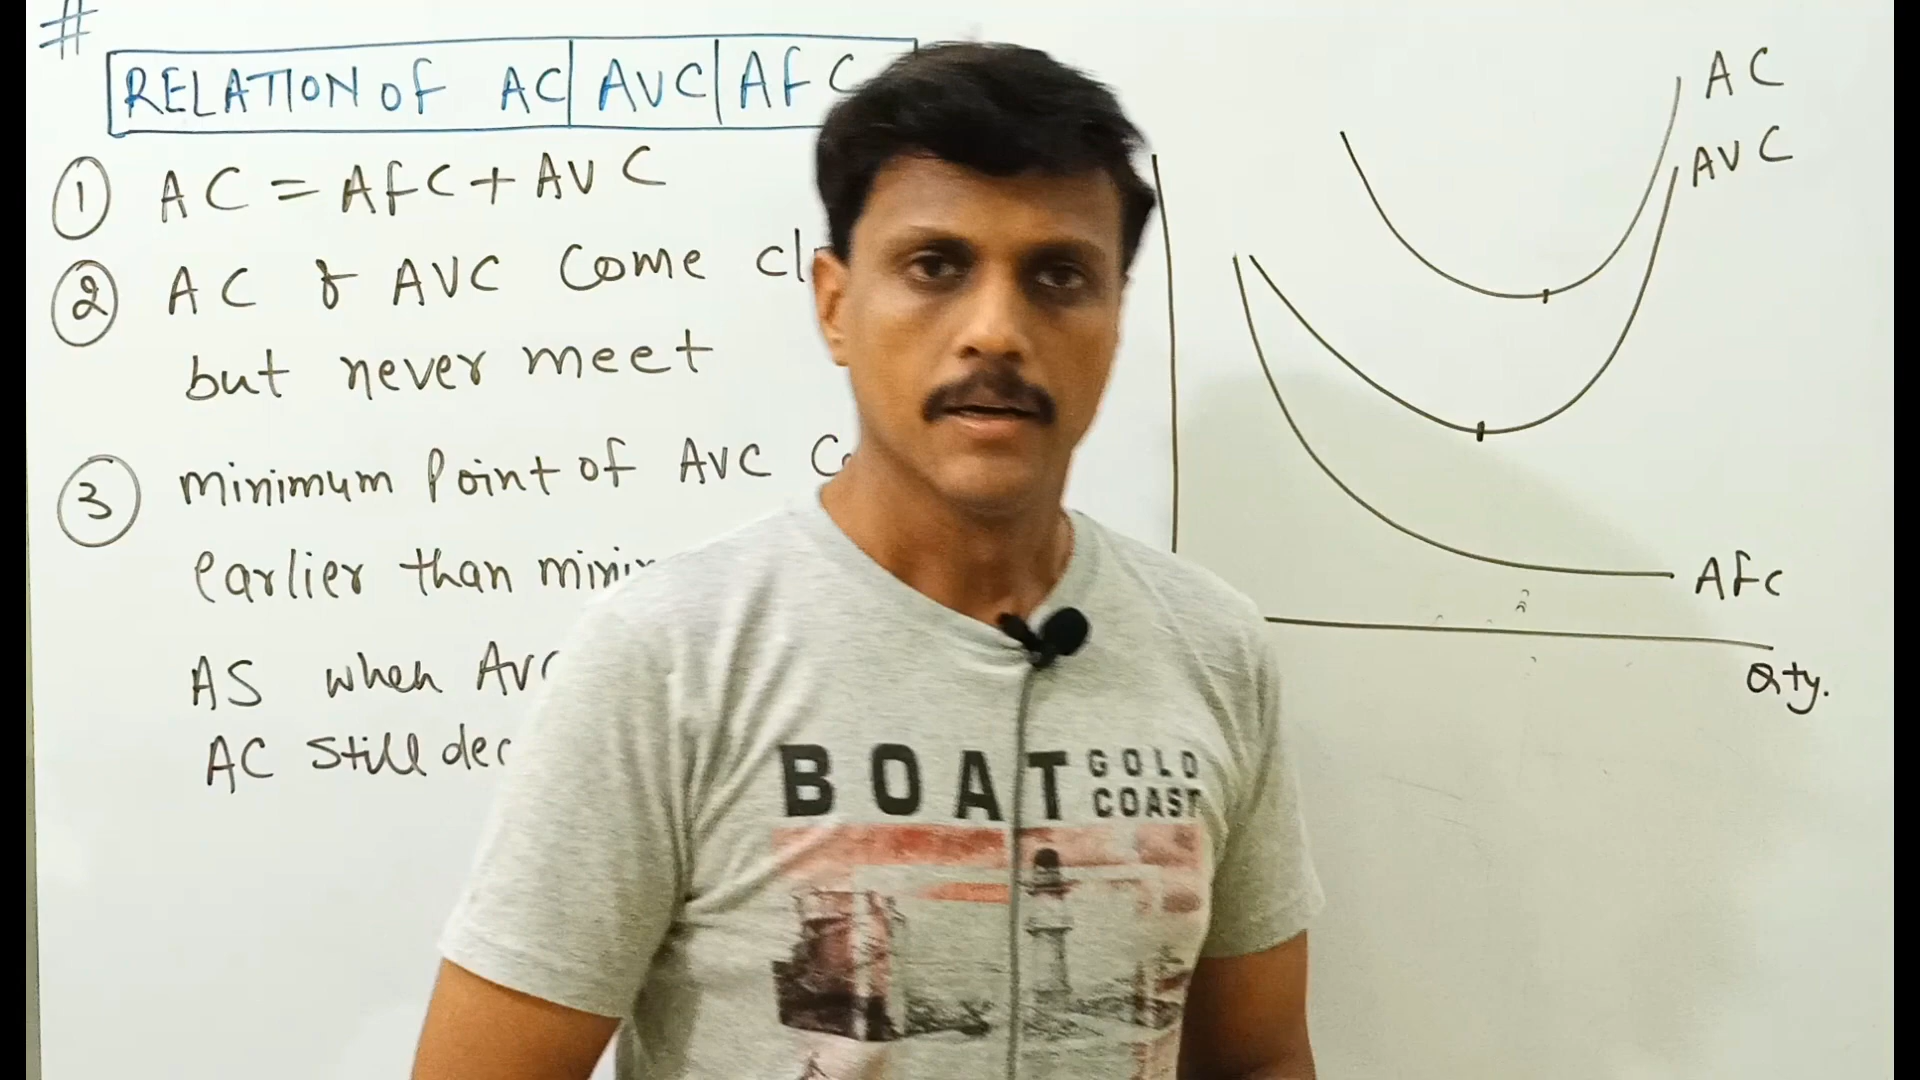 #
RELATION OF AC | AVC | AFC
① AC = AFC + AVC
② AC & AVC Come
but never meet
③ minimum Point of AVC
earlier than
AS when
AC Still
AC
AVC
AFC
Qty.
BOAT GOLD
COAST